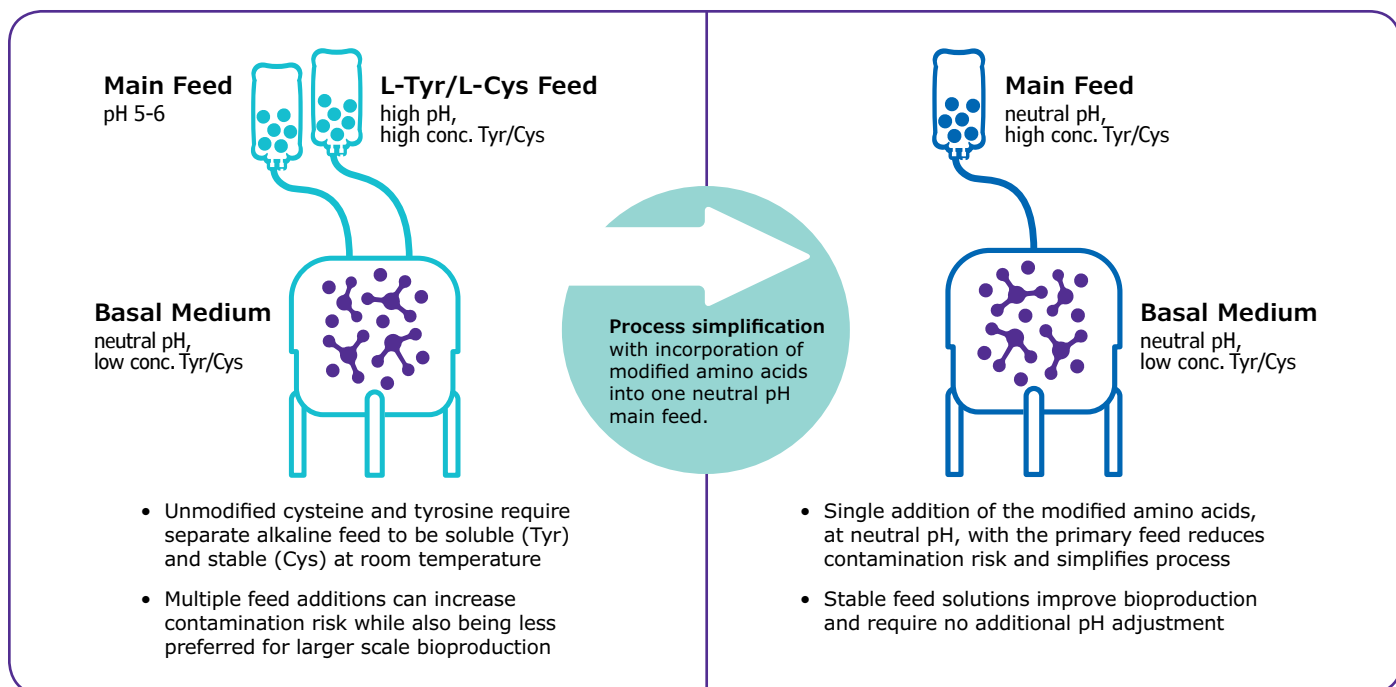 Main Feed
pH 5-6
L-Tyr/L-Cys Feed
high pH,
high conc. Tyr/Cys
Basal Medium
neutral pH,
low conc. Tyr/Cys
• Unmodified cysteine and tyrosine require
separate alkaline feed to be soluble (Tyr)
and stable (Cys) at room temperature
• Multiple feed additions can increase
contamination risk while also being less
preferred for larger scale bioproduction
Process simplification
with incorporation of
modified amino acids
into one neutral pH
main feed.
Main Feed
neutral pH,
high conc. Tyr/Cys
Basal Medium
neutral pH,
low conc. Tyr/Cys
• Single addition of the modified amino acids,
at neutral pH, with the primary feed reduces
contamination risk and simplifies process
• Stable feed solutions improve bioproduction
and require no additional pH adjustment